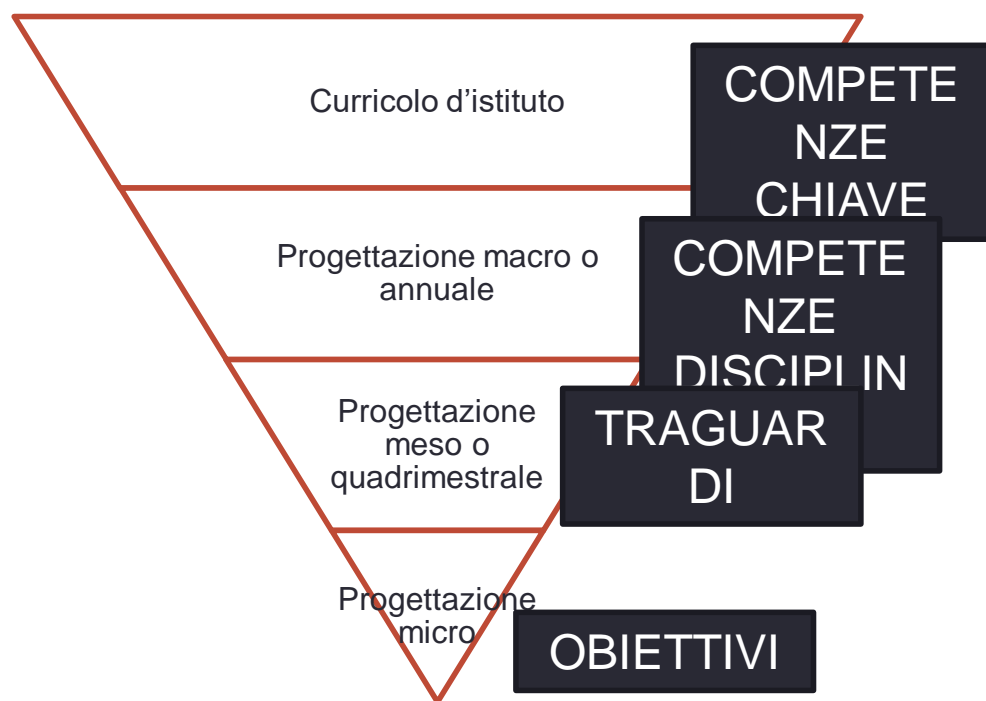 Curricolo d'istituto
COMPETE
NZE
CHIAVE
Progettazione macro o
annuale
COMPETE
NZE
DISCIPLIN
Progettazione
meso o
quadrimestrale
TRAGUAR
DI
Progettazione
micro
OBIETTIVI